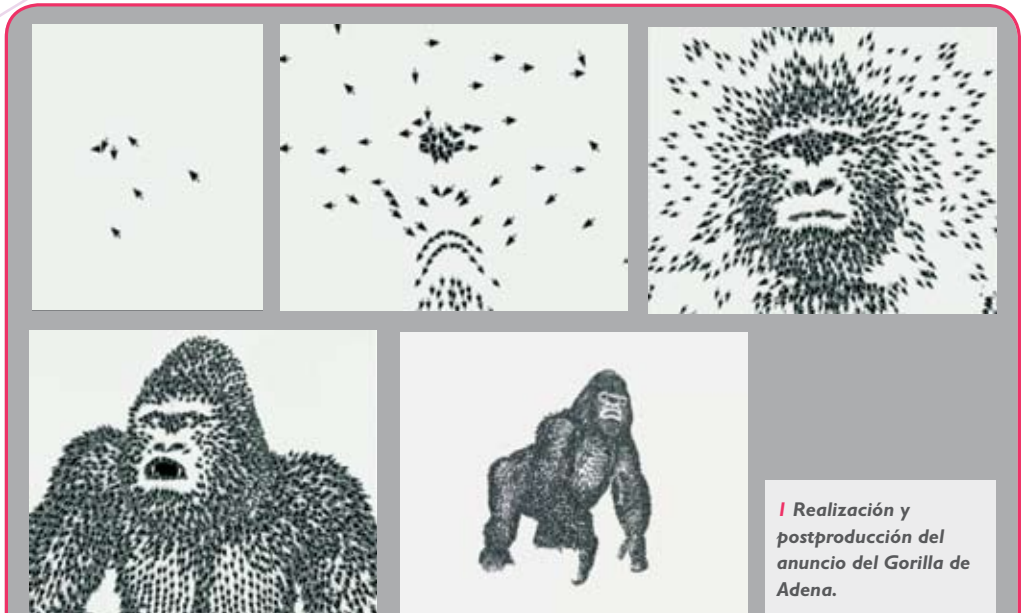 1 Realización y
postproducción del
anuncio del Gorilla de
Adena.